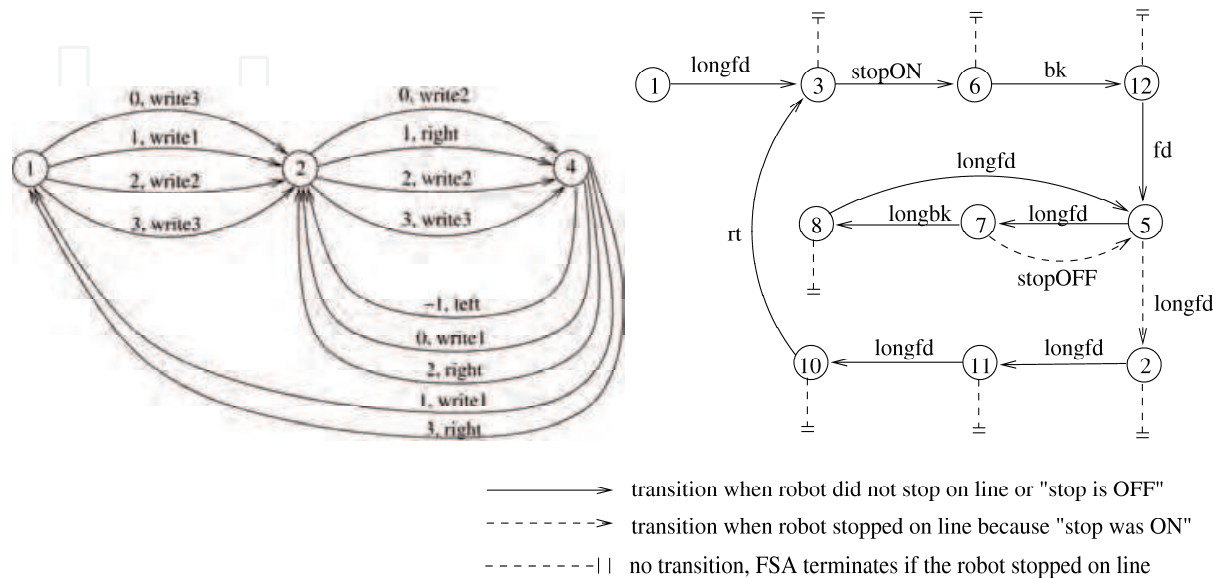 0, write3
1, write1
2, write2
3, write3
0, write2
1, right
2, write2
3, write3
-1, left
0, write1
2, right
1, write1
3, right
1
2
4
longfd
stopON
bk
1
3
6
12
fd
longfd
longbk
longfd
8
7
5
rt
stopOFF
longfd
longfd
longfd
10
11
2
transition when robot did not stop on line or "stop is OFF"
transition when robot stopped on line because "stop was ON"
no transition, FSA terminates if the robot stopped on line